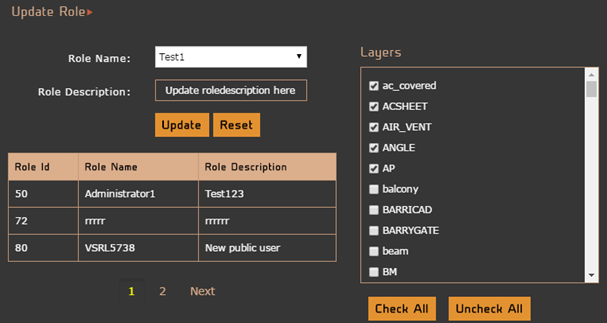 Update Role
Role Name: Test1
Role Description: Update roledescription here
Update Reset
Role Id Role Name Role Description
50 Administrator1 Test123
72 rrrrr rrrrrr
80 VSRL5738 New public user
1 2 Next
Layers
ac_covered
ACSHEET
AIR_VENT
ANGLE
AP
balcony
BARRICAD
BARRYGATE
beam
BM
Check All Uncheck All